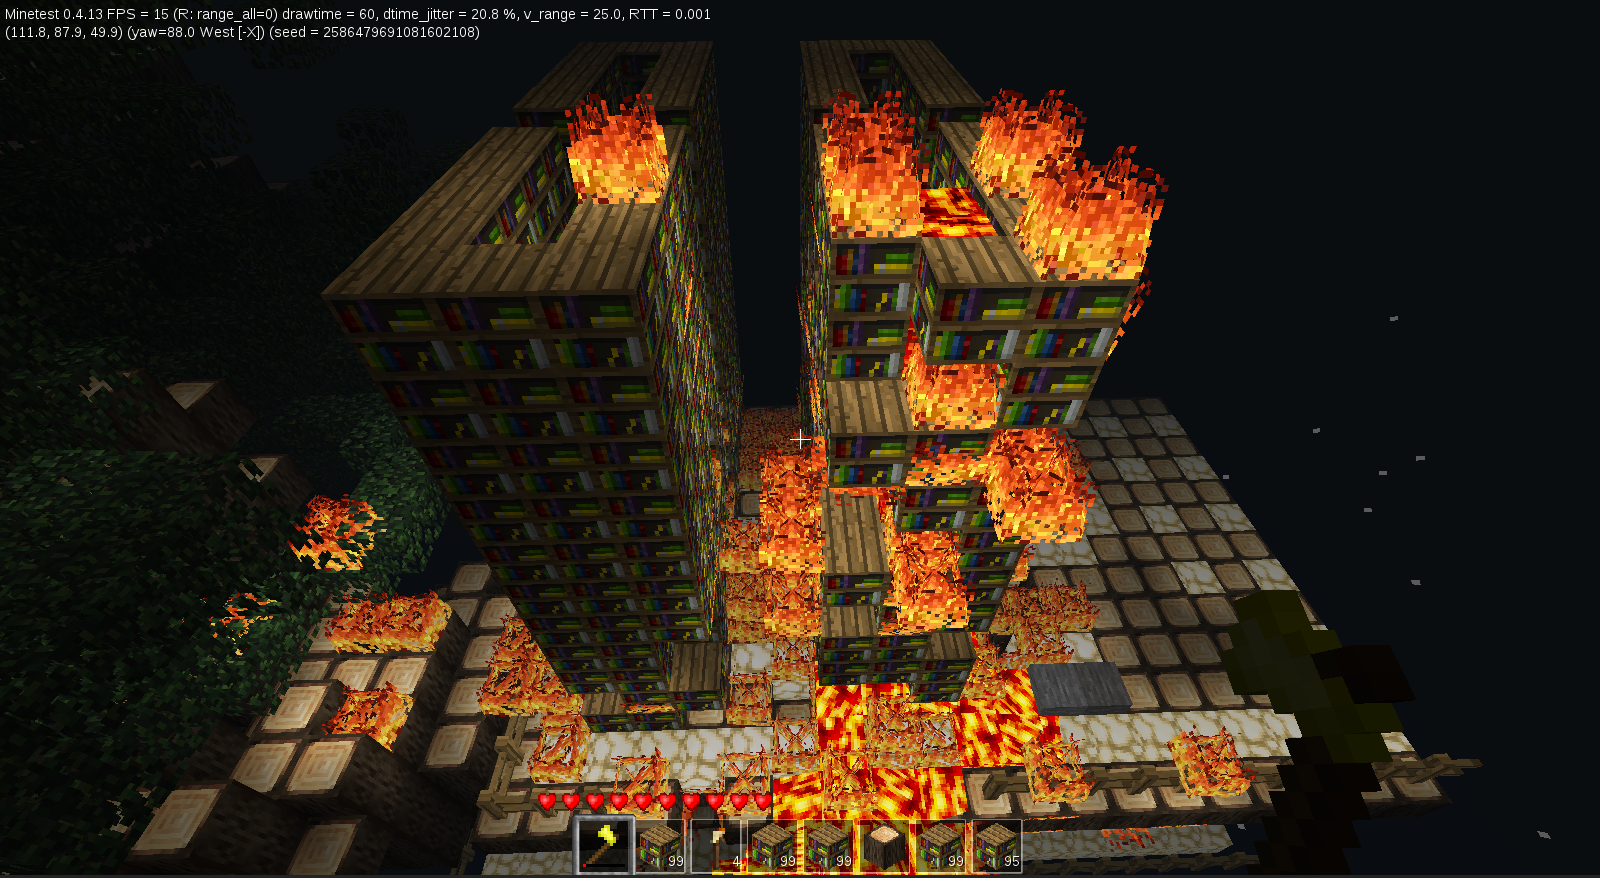 Minetest 0.4.13 FPS = 15 (R: range_all=0) drawtime = 60, dtime_jitter = 20.8 %, v_range = 25.0, RTT = 0.001
(111.8, 87.9, 49.9) (yaw=88.0 West [-X]) (seed = 2586479691081602108)
99 4 99 99 99 95